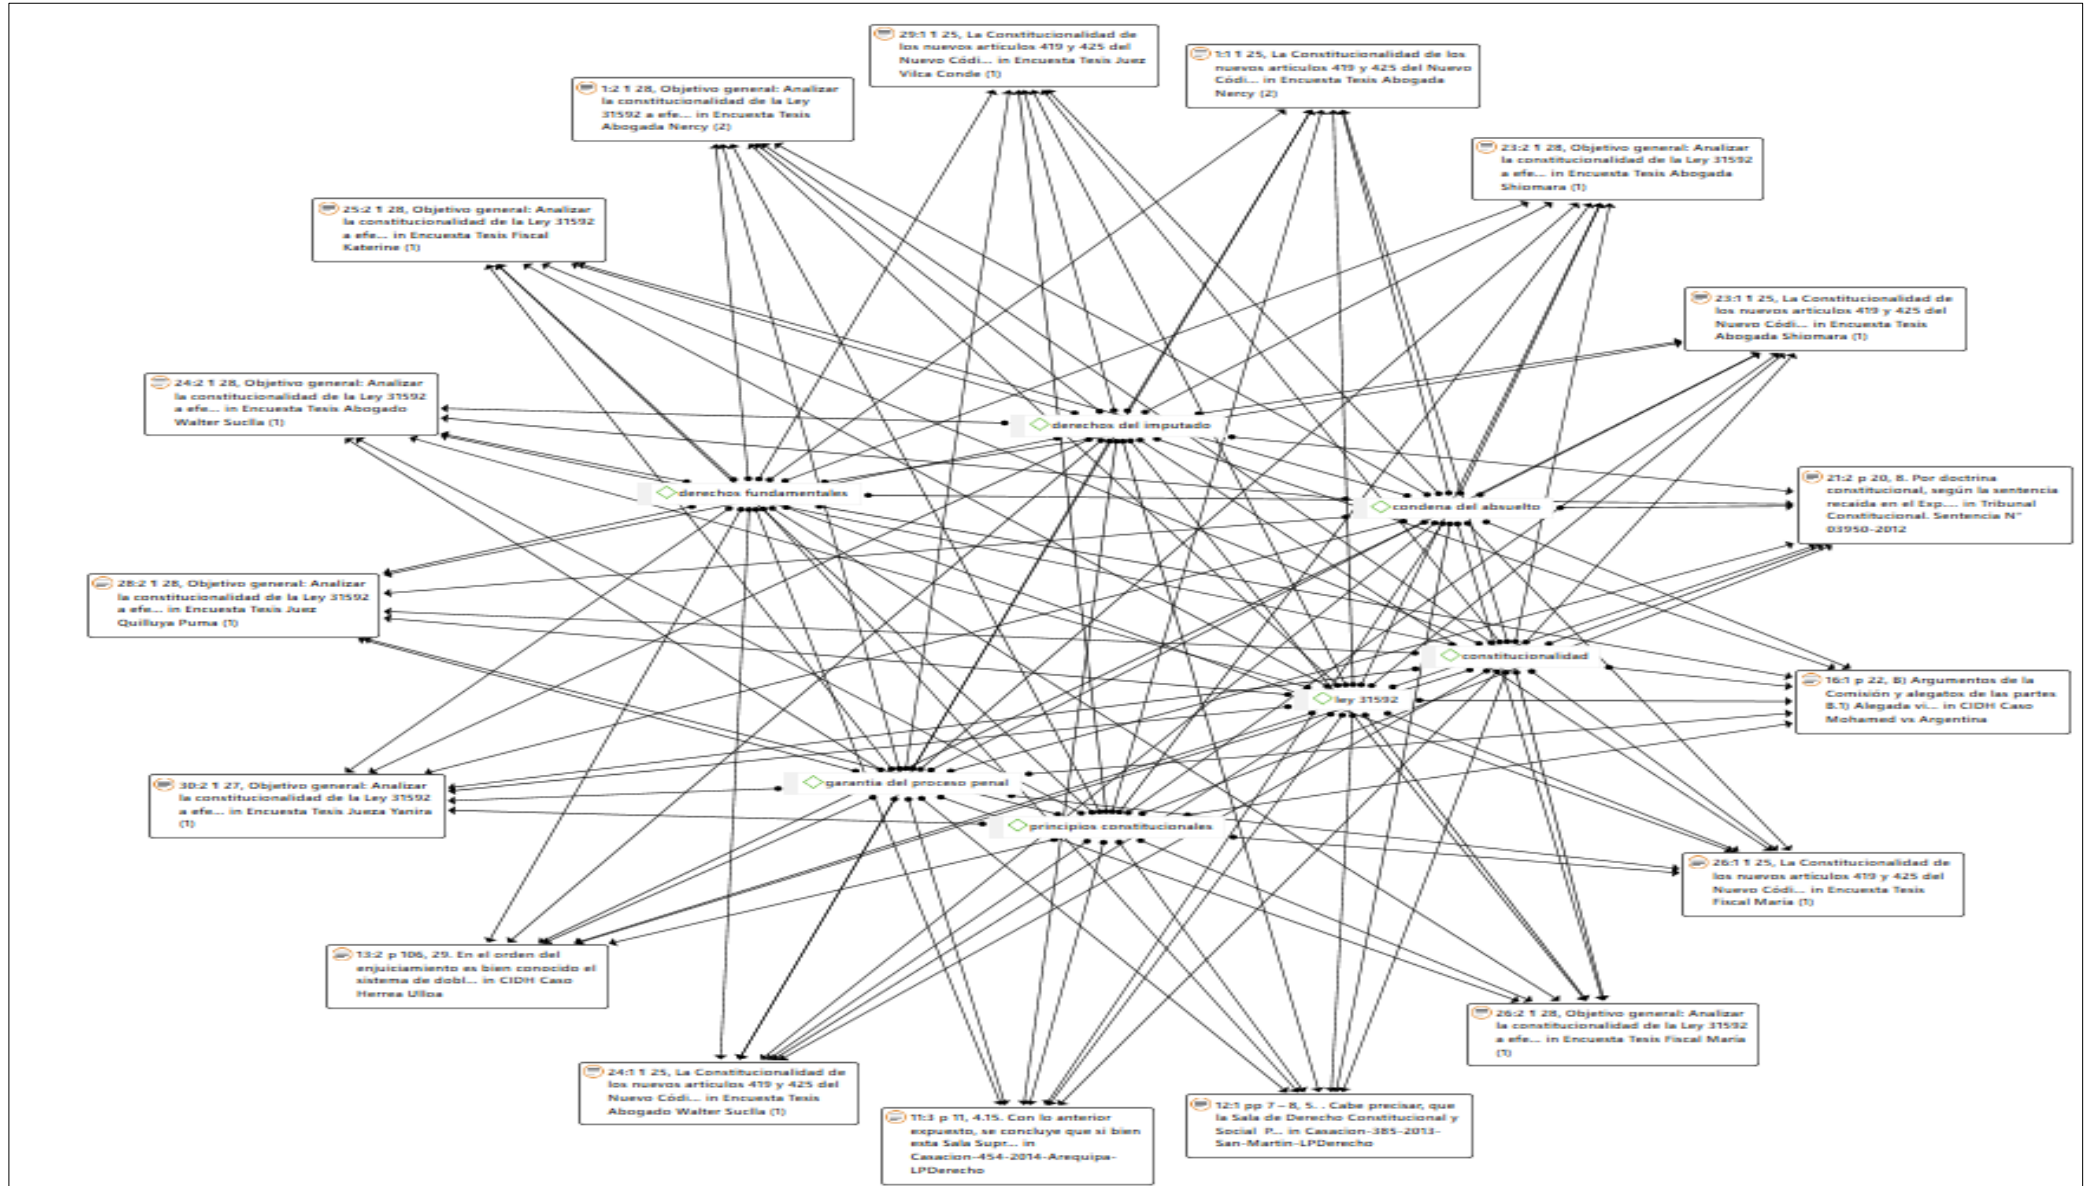 29:1 ¶ 25, La Constitucionalidad de
los nuevos artículos 419 y 425 del
Nuevo Códi... in Encuesta Tesis Juez
Vilca Conde (1)
1:1 ¶ 25, La Constitucionalidad de los
nuevos artículos 419 y 425 del Nuevo
Códi... in Encuesta Tesis Abogada
Nercy (2)
1:2 ¶ 28, Objetivo general: Analizar
la constitucionalidad de la Ley
31592 a efe... in Encuesta Tesis
Abogada Nercy (2)
23:2 ¶ 28, Objetivo general: Analizar
la constitucionalidad de la Ley 31592
a efe... in Encuesta Tesis Abogada
Shiomara (1)
25:2 ¶ 28, Objetivo general: Analizar
la constitucionalidad de la Ley 31592
a efe... in Encuesta Tesis Fiscal
Katerine (1)
23:1 ¶ 25, La Constitucionalidad de
los nuevos artículos 419 y 425 del
Nuevo Códi... in Encuesta Tesis
Abogada Shiomara (1)
24:2 ¶ 28, Objetivo general: Analizar
la constitucionalidad de la Ley 31592
a efe... in Encuesta Tesis Abogado
Walter Suclla (1)
derechos del imputado
derechos fundamentales
condena del absuelto
21:2 p 20, 8. Por doctrina
constitucional, según la sentencia
recaída en el Exp.... in Tribunal
Constitucional. Sentencia N°
03950-2012
28:2 ¶ 28, Objetivo general: Analizar
la constitucionalidad de la Ley 31592
a efe... in Encuesta Tesis Juez
Quilluya Puma (1)
constitucionalidad
ley 31592
16:1 p 22, B) Argumentos de la
Comisión y alegatos de las partes
B.1) Alegada vi... in CIDH Caso
Mohamed vs Argentina
garantía del proceso penal
30:2 ¶ 27, Objetivo general: Analizar
la constitucionalidad de la Ley 31592
a efe... in Encuesta Tesis Jueza Yanira
(1)
principios constitucionales
26:1 ¶ 25, La Constitucionalidad de
los nuevos artículos 419 y 425 del
Nuevo Códi... in Encuesta Tesis
Fiscal María (1)
13:2 p 106, 29. En el orden del
enjuiciamiento es bien conocido el
sistema de dobl... in CIDH Caso
Herrea Ulloa
26:2 ¶ 28, Objetivo general: Analizar
la constitucionalidad de la Ley 31592
a efe... in Encuesta Tesis Fiscal María
(1)
24:1 ¶ 25, La Constitucionalidad de
los nuevos artículos 419 y 425 del
Nuevo Códi... in Encuesta Tesis
Abogado Walter Suclla (1)
11:3 p 11, 4.15. Con lo anterior
expuesto, se concluye que si bien
esta Sala Supr... in
Casacion-454-2014-Arequipa-
LPDerecho
12:1 pp 7 – 8, 5. . Cabe precisar, que
la Sala de Derecho Constitucional y
Social P... in Casacion-385-2013-
San-Martin-LPDerecho